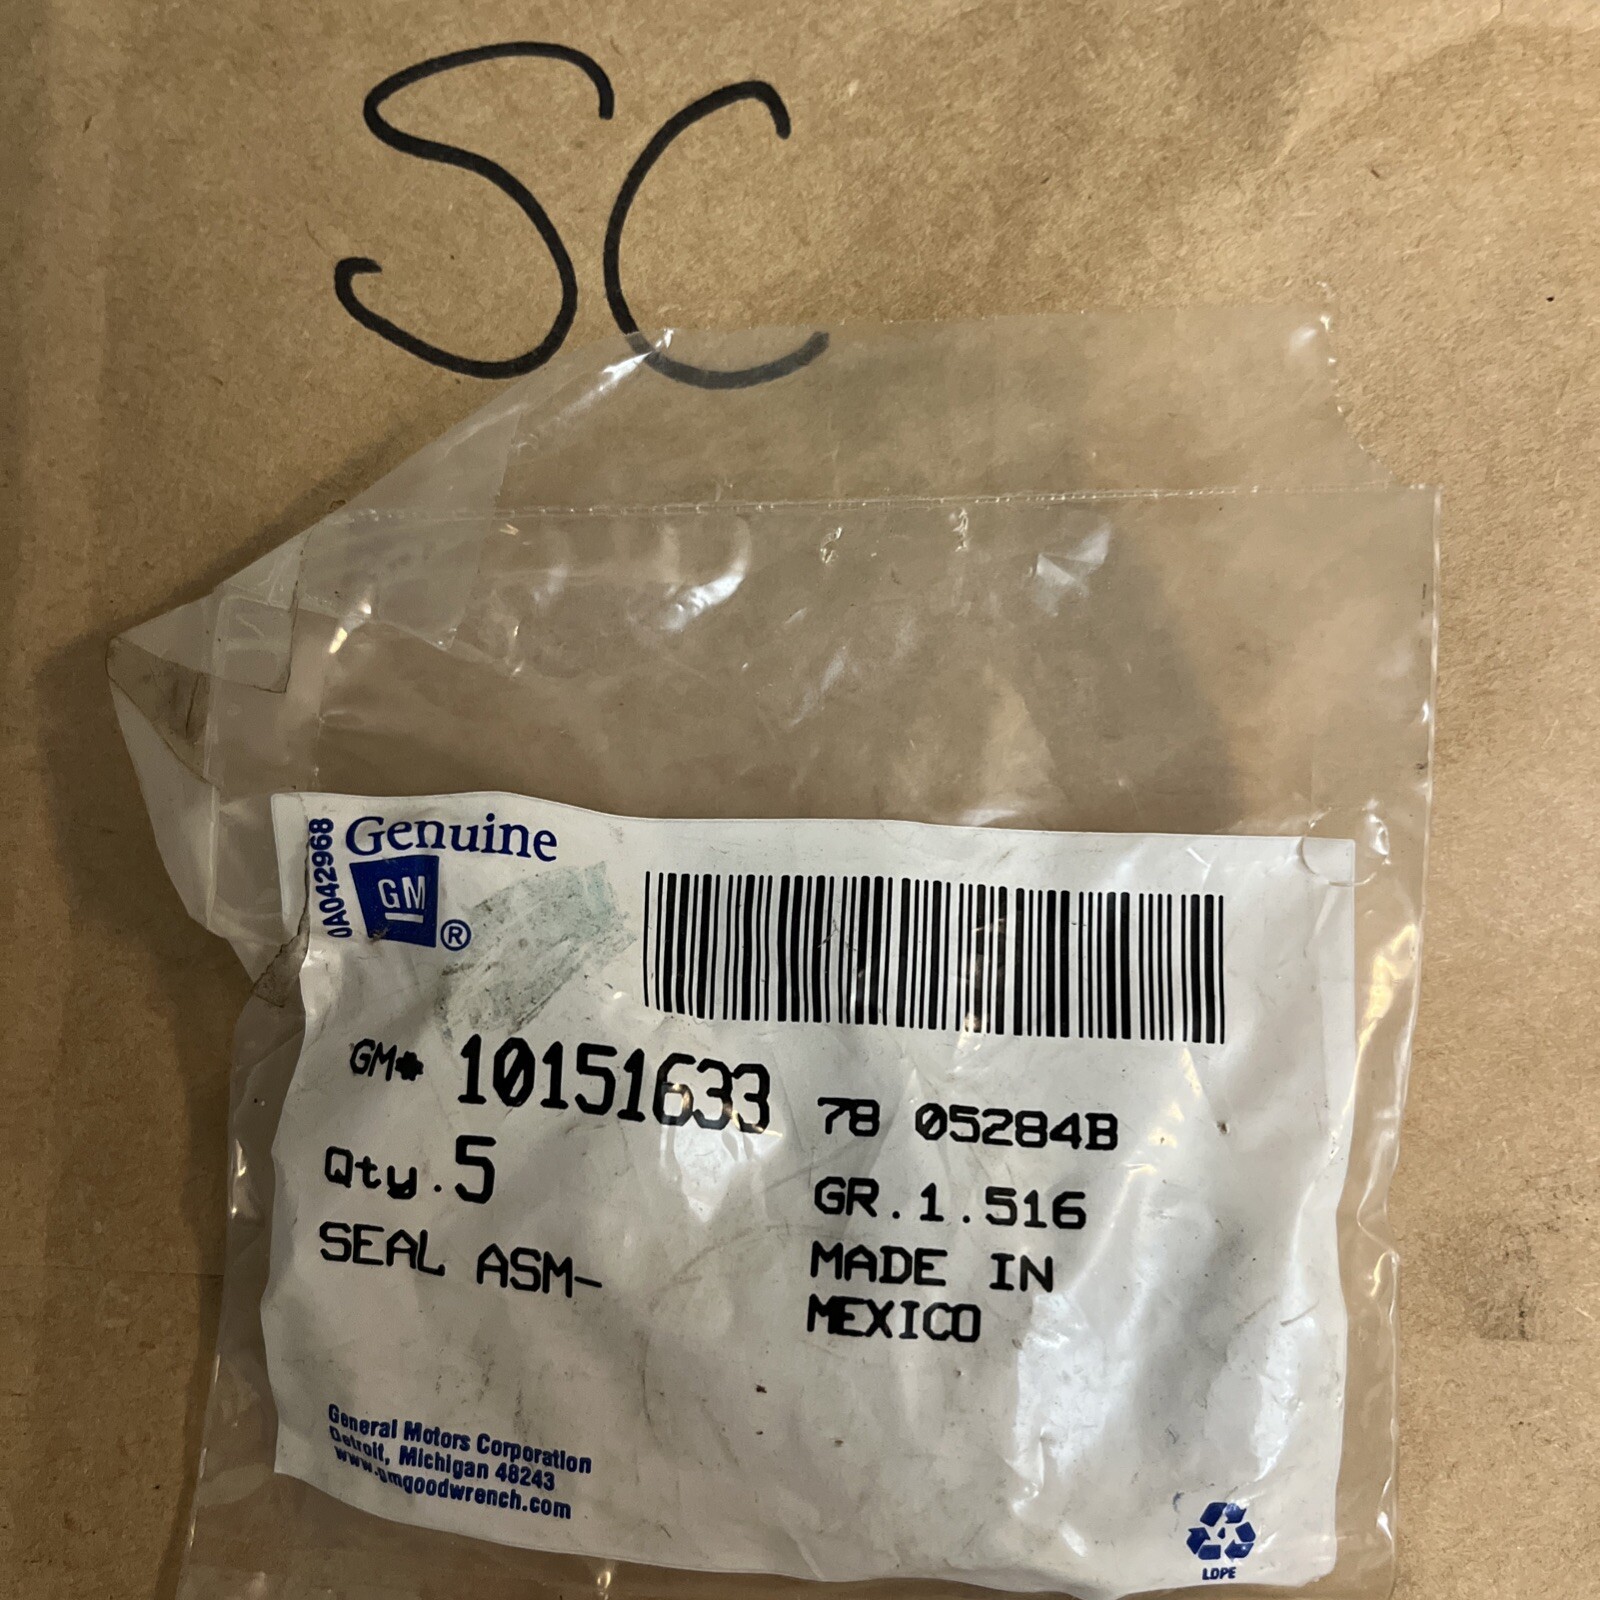 SC
0A042968
Genuine
GM®
GM# 10151633
78 05284B
Qty.5
GR.1.516
SEAL ASM-
MADE IN
MEXICO
General Motors Corporation
Detroit, Michigan 48243
www.gmgoodwrench.com
LDPE